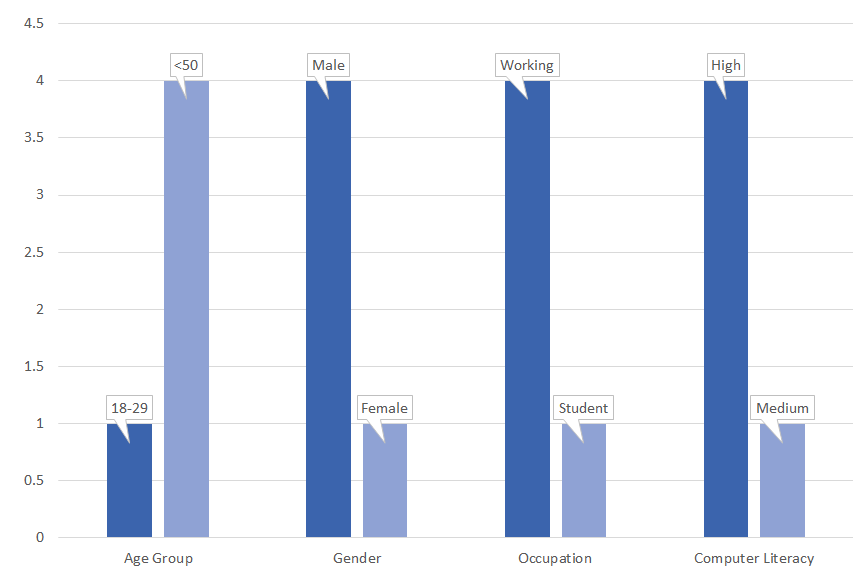 4.5
4
3.5
3
2.5
2
1.5
1
0.5
0
<50
Male
Working
High
18-29
Female
Student
Medium
Age Group
Gender
Occupation
Computer Literacy